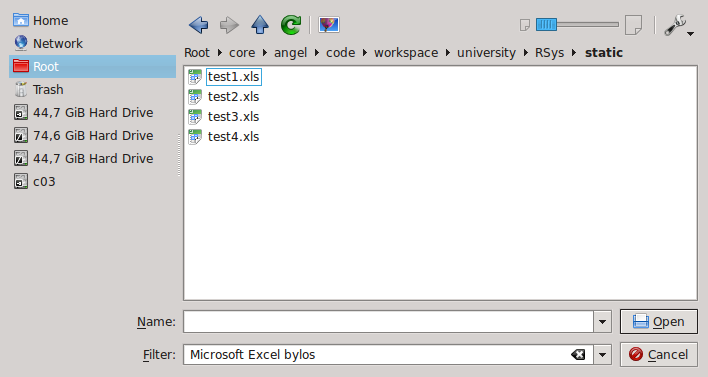 Home
Network
Root
Trash
44,7 GiB Hard Drive
74,6 GiB Hard Drive
44,7 GiB Hard Drive
c03
Root core angel code workspace university RSys static
test1.xls
test2.xls
test3.xls
test4.xls
Name:
Open
Filter: Microsoft Excel bylos
Cancel